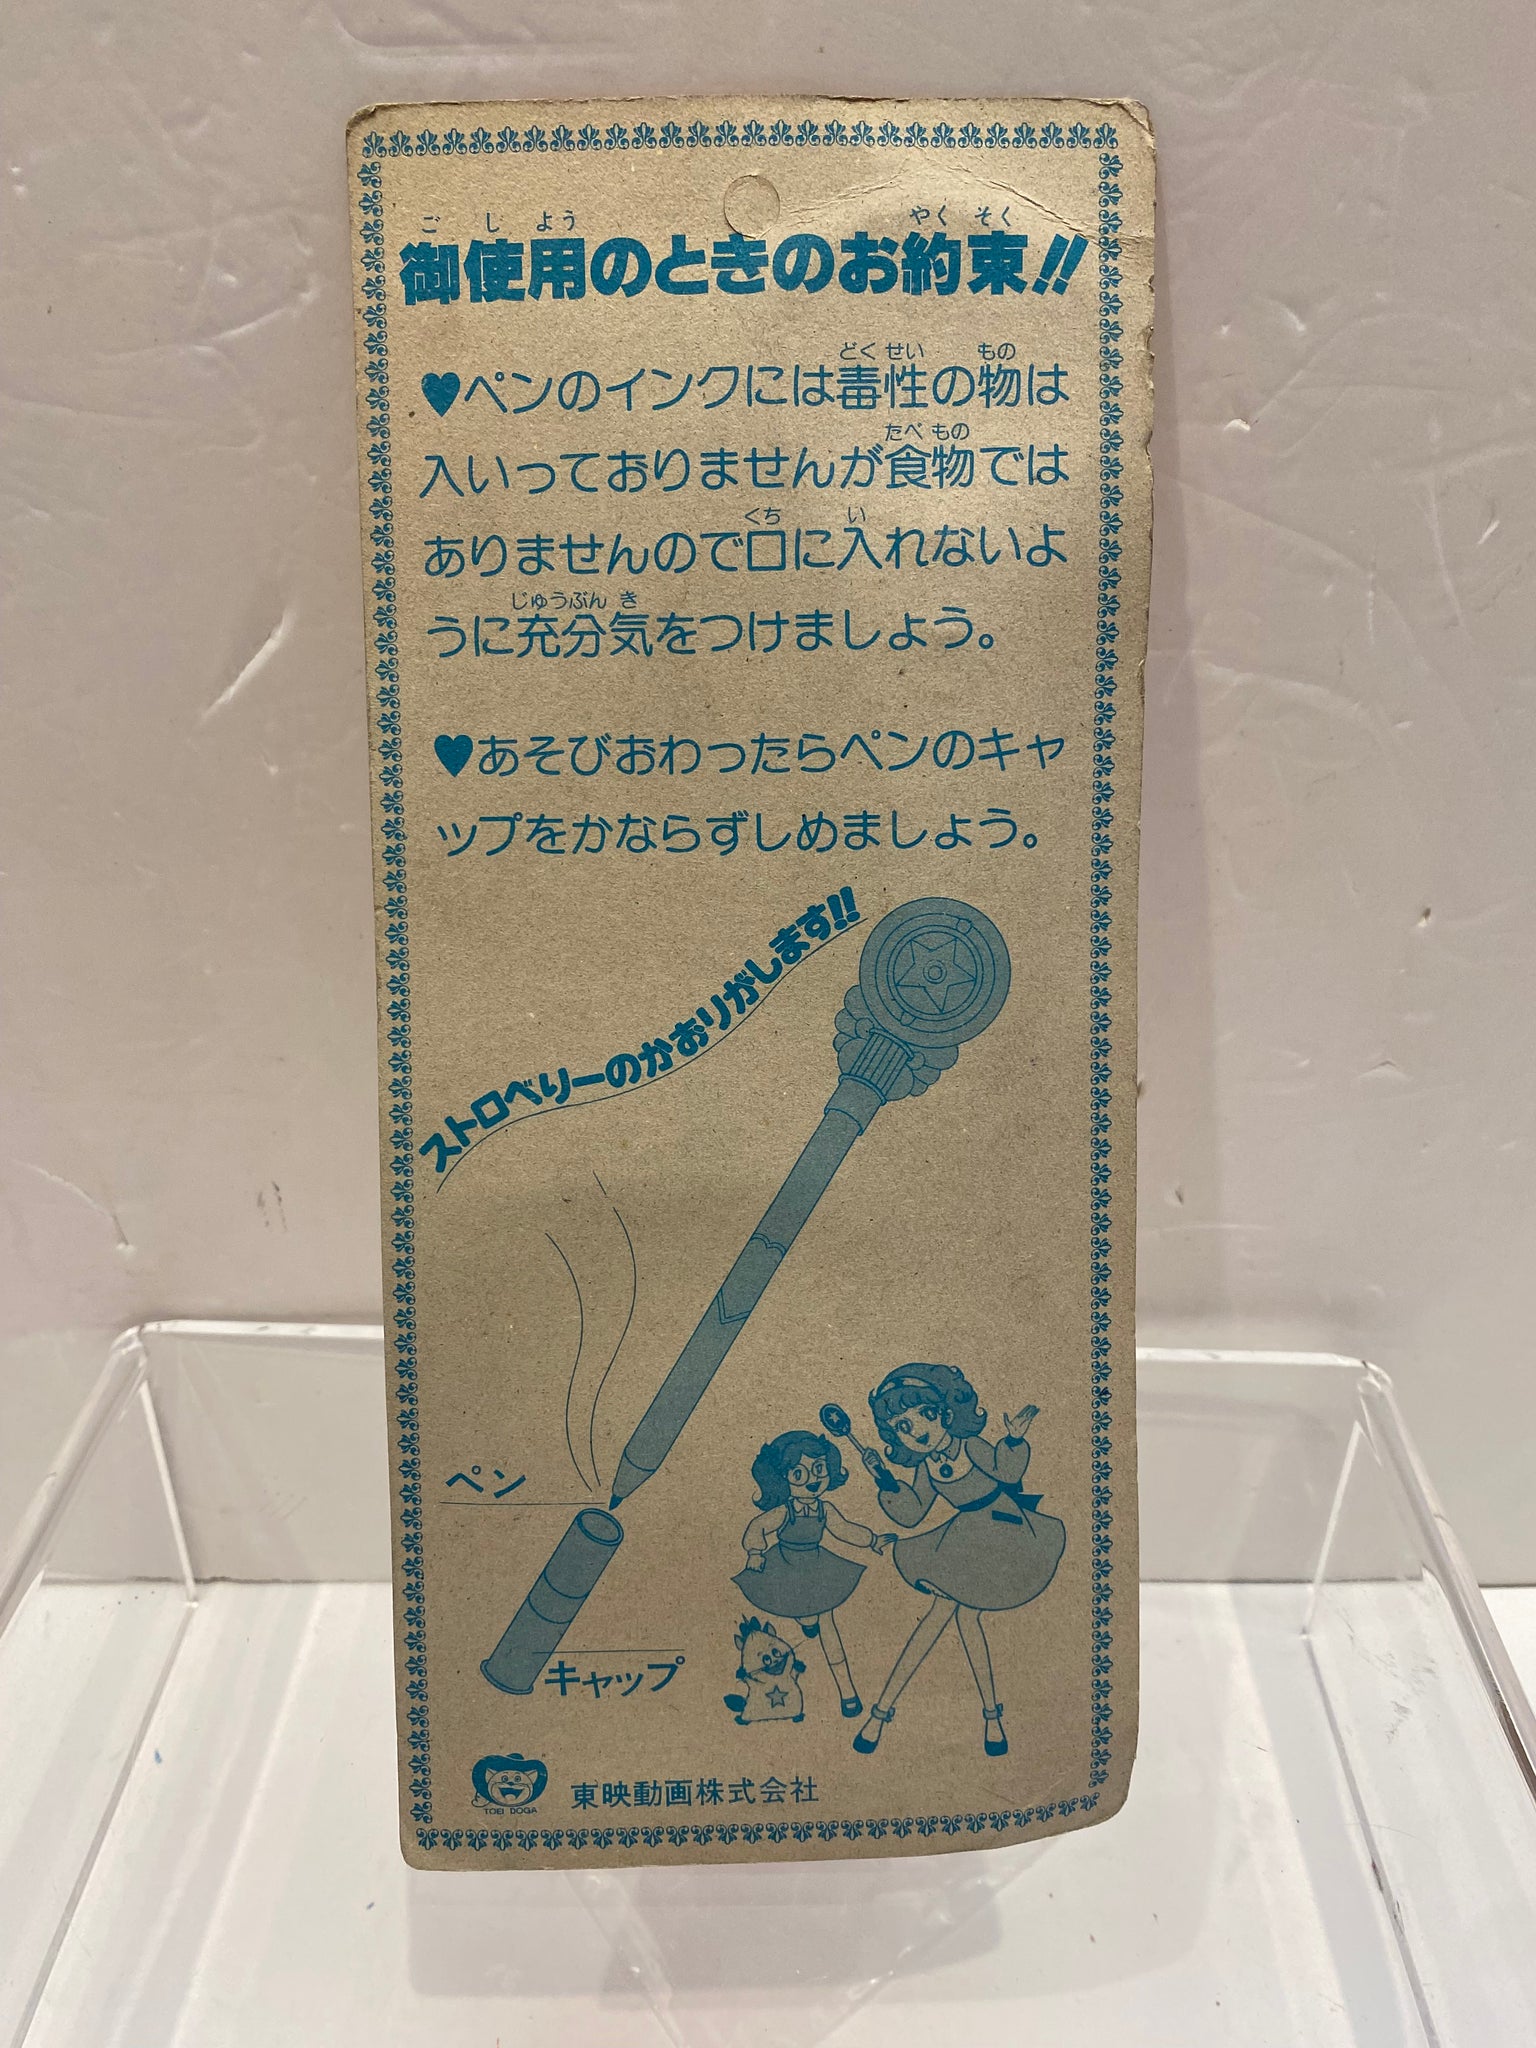 ご し よう やく そく
御使用のときのお約束!!
どく せい もの
♥ペンのインクには毒性の物は
たべ もの
入いっておりませんが食物では
くち い
ありませんので口に入れないよ
じゅうぶん き
うに充分気をつけましょう。
♥あそびおわったらペンのキャ
ップをかならずしめましょう。
ストロベリーのかおりがします!!
ペン
キャップ
TOEI DOGA
東映動画株式会社